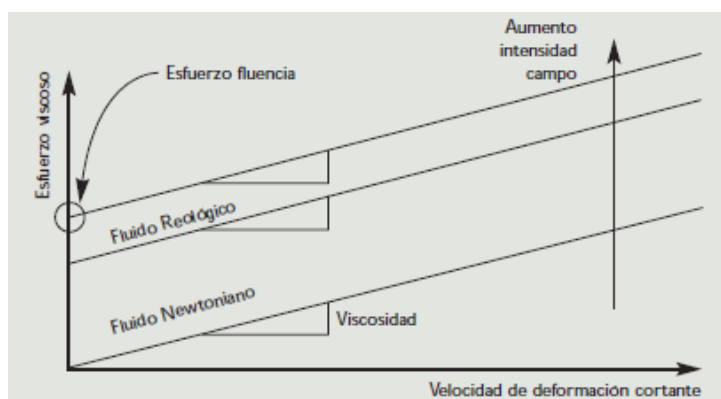 Aumento
intensidad
campo
Esfuerzo fluencia
Esfuerzo viscoso
Fluido Reológico
Fluido Newtoniano
Viscosidad
Velocidad de deformación cortante